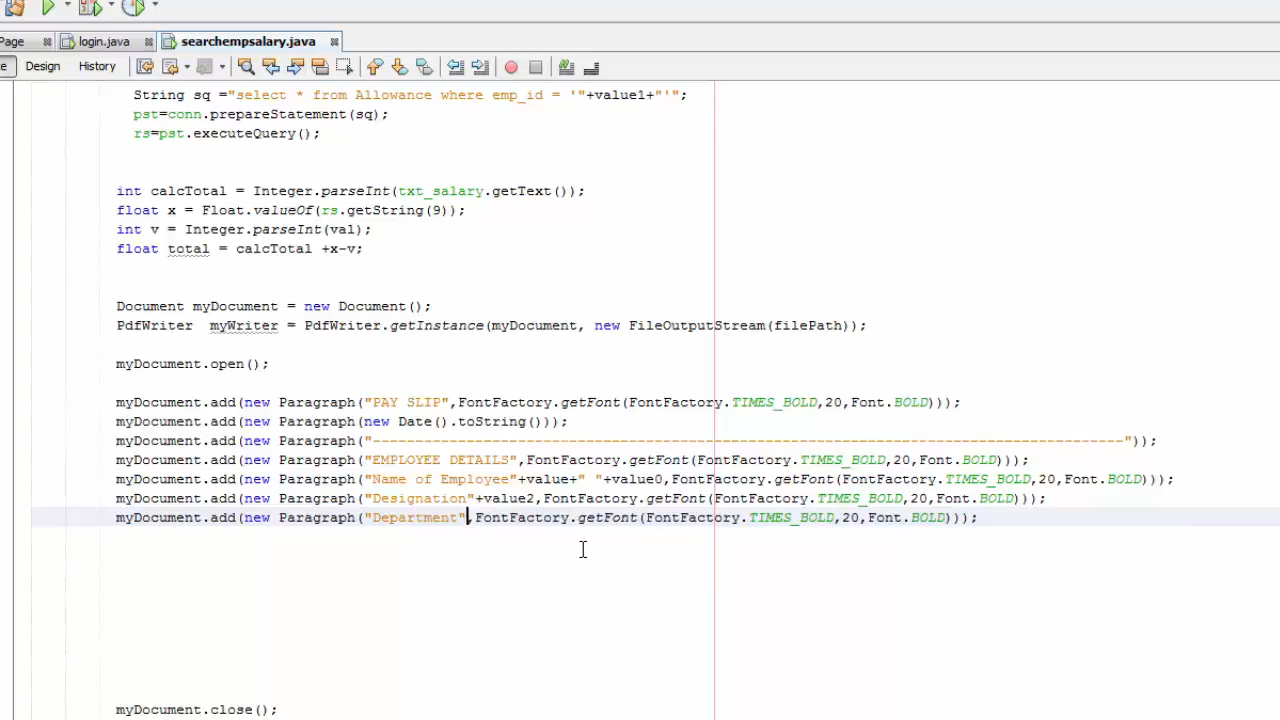 Page login.java searchempsalary.java
Design History
String sq ="select * from Allowance where emp_id = '"+value1+"'";
pst=conn.prepareStatement(sq);
rs=pst.executeQuery();
int calcTotal = Integer.parseInt(txt_salary.getText());
float x = Float.valueOf(rs.getString(9));
int v = Integer.parseInt(val);
float total = calcTotal +x-v;
Document myDocument = new Document();
PdfWriter myWriter = PdfWriter.getInstance(myDocument, new FileOutputStream(filePath));
myDocument.open();
myDocument.add(new Paragraph("PAY SLIP",FontFactory.getFont(FontFactory.TIMES_BOLD,20,Font.BOLD)));
myDocument.add(new Paragraph(new Date().toString()));
myDocument.add(new Paragraph("----------------------------------------------------------------------------------------"));
myDocument.add(new Paragraph("EMPLOYEE DETAILS",FontFactory.getFont(FontFactory.TIMES_BOLD,20,Font.BOLD)));
myDocument.add(new Paragraph("Name of Employee"+value+" "+value0,FontFactory.getFont(FontFactory.TIMES_BOLD,20,Font.BOLD)));
myDocument.add(new Paragraph("Designation"+value2,FontFactory.getFont(FontFactory.TIMES_BOLD,20,Font.BOLD)));
myDocument.add(new Paragraph("Department",FontFactory.getFont(FontFactory.TIMES_BOLD,20,Font.BOLD)));
myDocument.close();